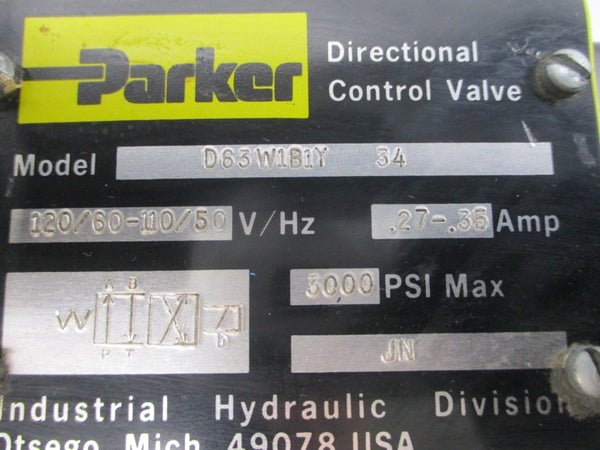 Parker
Directional
Control Valve
Model D63W1B1Y 34
120/60-110/50 V/Hz .27-.35 Amp
3000 PSI Max
A B
P T
b
JN
Industrial Hydraulic Division
Otsego, Mich. 49078 USA